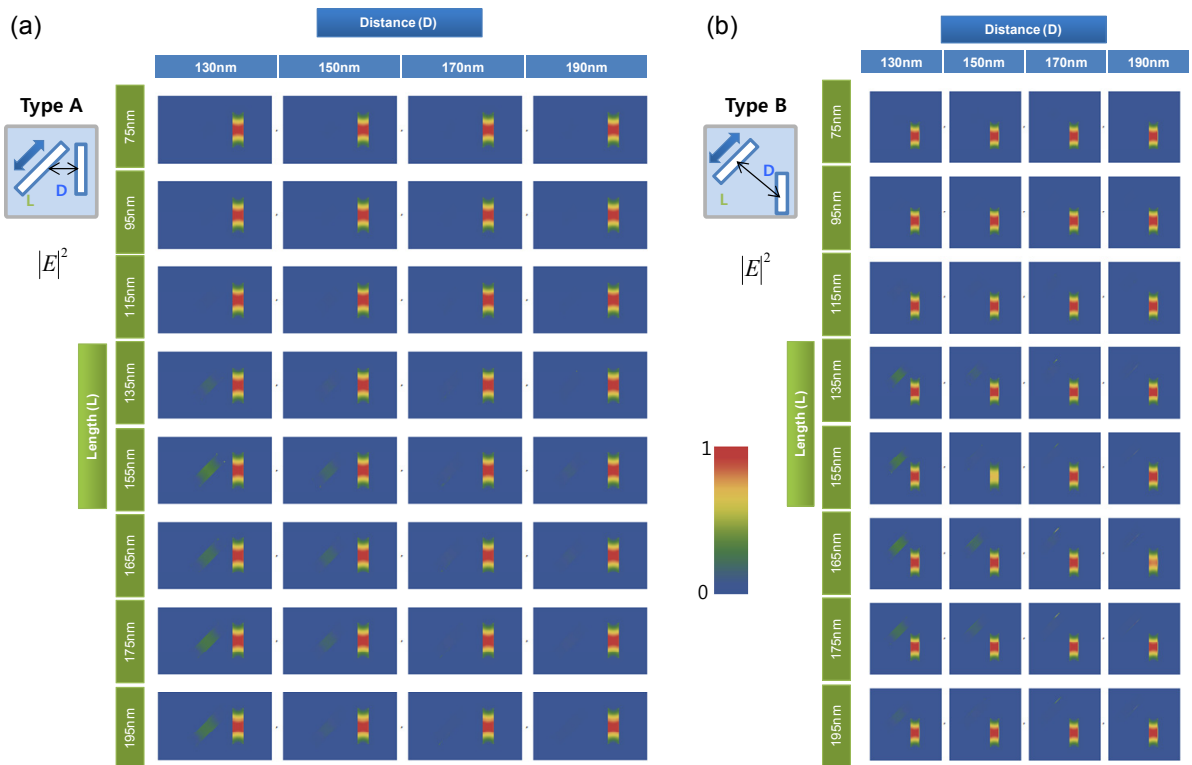 (a)
Distance (D)
130nm 150nm 170nm 190nm
Type A
L
D
|E|²
Length (L)
75nm
95nm
115nm
135nm
155nm
165nm
175nm
195nm
1
0
(b)
Distance (D)
130nm 150nm 170nm 190nm
Type B
D
L
|E|²
Length (L)
75nm
95nm
115nm
135nm
155nm
165nm
175nm
195nm